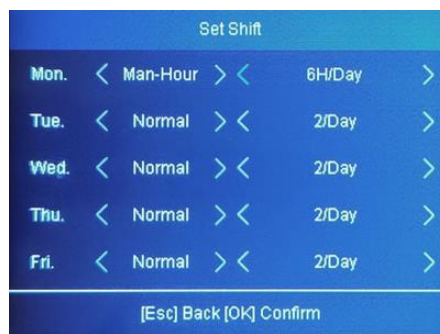 Set Shift
Mon. < Man-Hour > < 6H/Day >
Tue. < Normal > < 2/Day >
Wed. < Normal > < 2/Day >
Thu. < Normal > < 2/Day >
Fri. < Normal > < 2/Day >
[Esc] Back [OK] Confirm